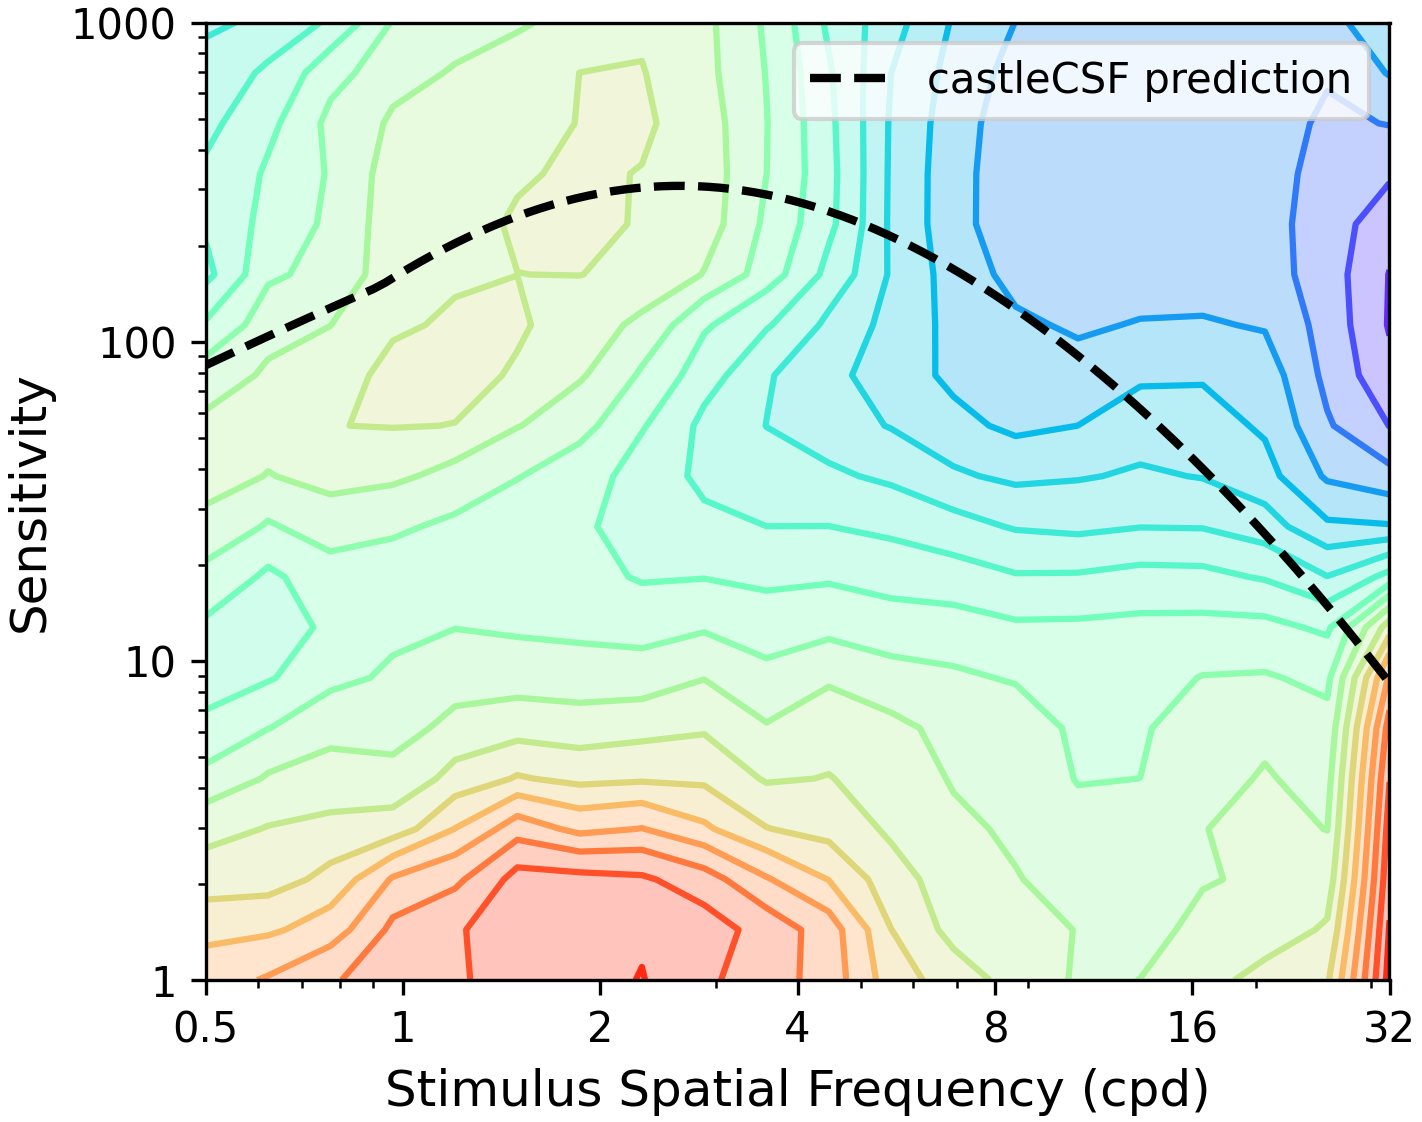 1000
castleCSF prediction
100
Sensitivity
10
1
0.5 1 2 4 8 16 32
Stimulus Spatial Frequency (cpd)